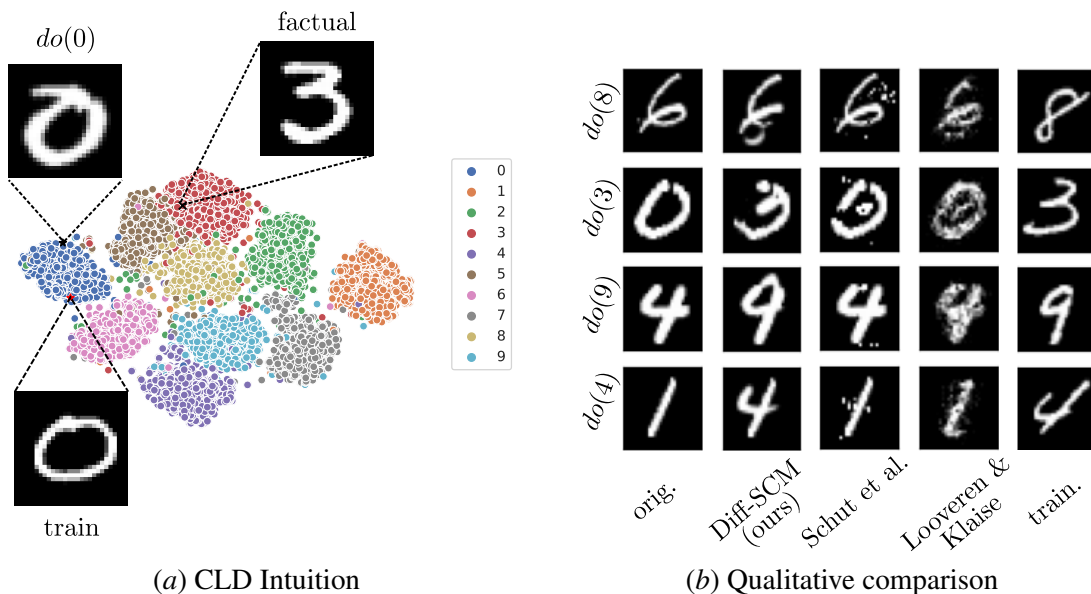 do(0)
factual
train
0
1
2
3
4
5
6
7
8
9
(a) CLD Intuition
do(8)
do(3)
do(9)
do(4)
orig.
Diff-SCM
(ours)
Schut et al.
Looveren &
Klaise
train.
(b) Qualitative comparison